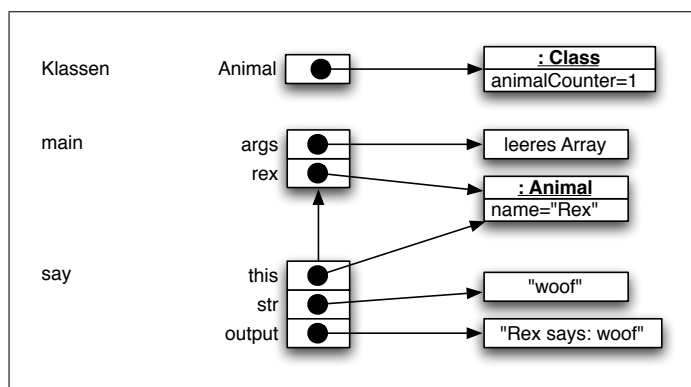 Klassen
Animal
: Class
animalCounter=1
main
args
leeres Array
rex
: Animal
name="Rex"
say
this
str
"woof"
output
"Rex says: woof"